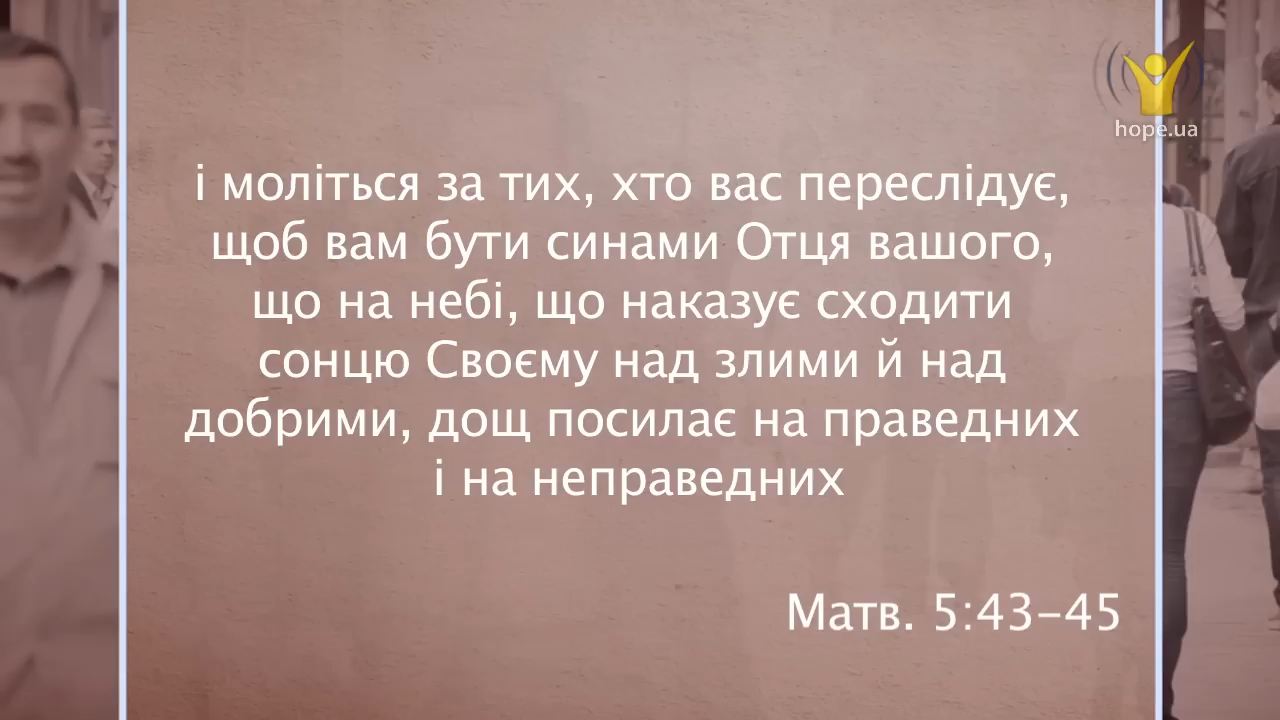 hope.ua
і моліться за тих, хто вас переслідує,
щоб вам бути синами Отця вашого,
що на небі, що наказує сходити
сонцю Своєму над злими й над
добрими, дощ посилає на праведних
і на неправедних
Матв. 5:43-45